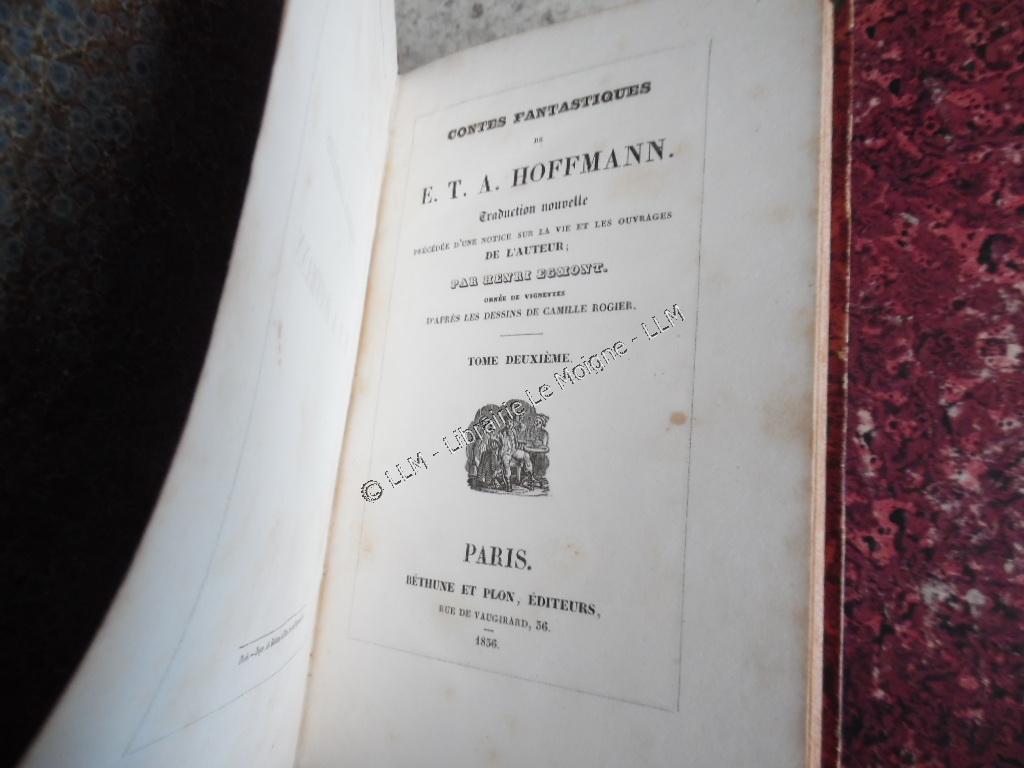 CONTES FANTASTIQUES
DE
E. T. A. HOFFMANN.
Traduction nouvelle
PRÉCÉDÉE D'UNE NOTICE SUR LA VIE ET LES OUVRAGES
DE L'AUTEUR;
PAR HENRI EGMONT.
ORNÉE DE VIGNETTES
D'APRÈS LES DESSINS DE CAMILLE ROGIER.
TOME DEUXIÈME.
© LLM - Librairie Le Moigne - LLM
PARIS.
BÉTHUNE ET PLON, ÉDITEURS,
RUE DE VAUGIRARD, 36.
1836.